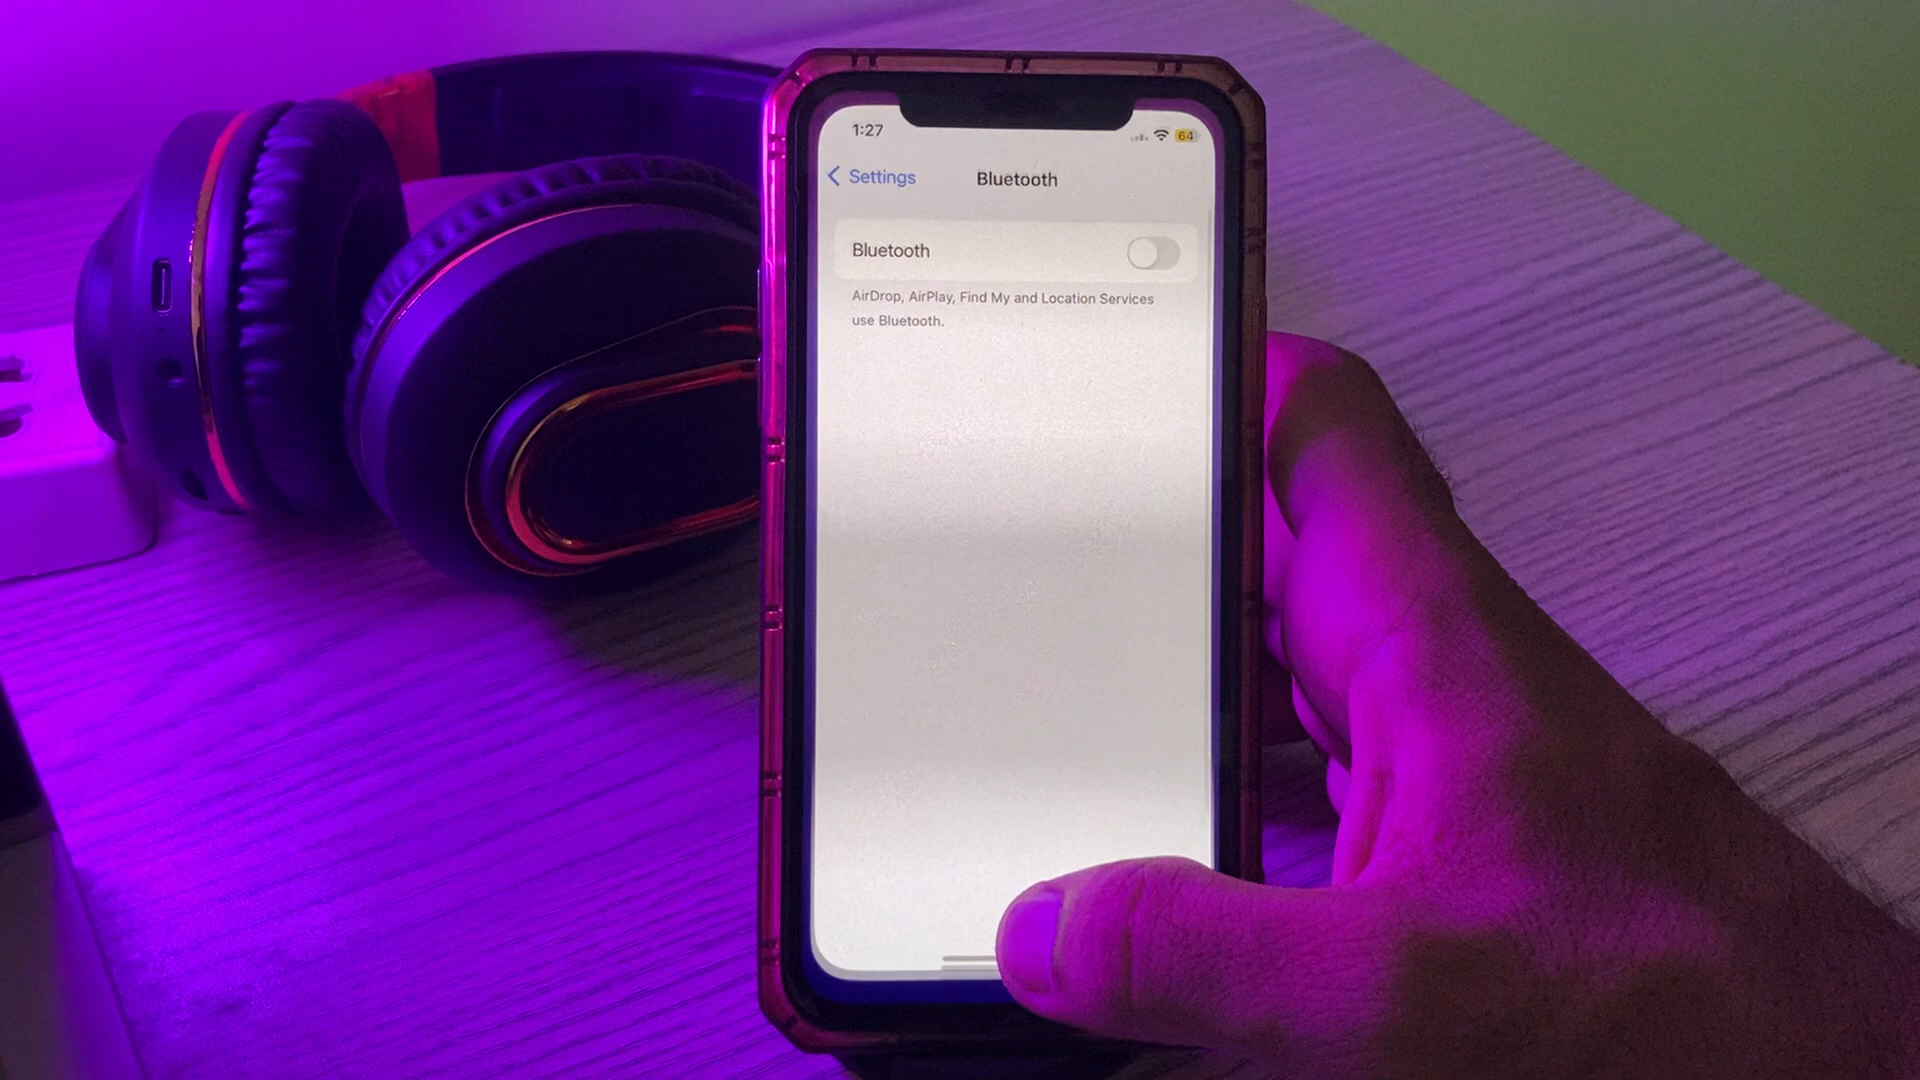 1:27
64
Settings
Bluetooth
Bluetooth
AirDrop, AirPlay, Find My and Location Services
use Bluetooth.